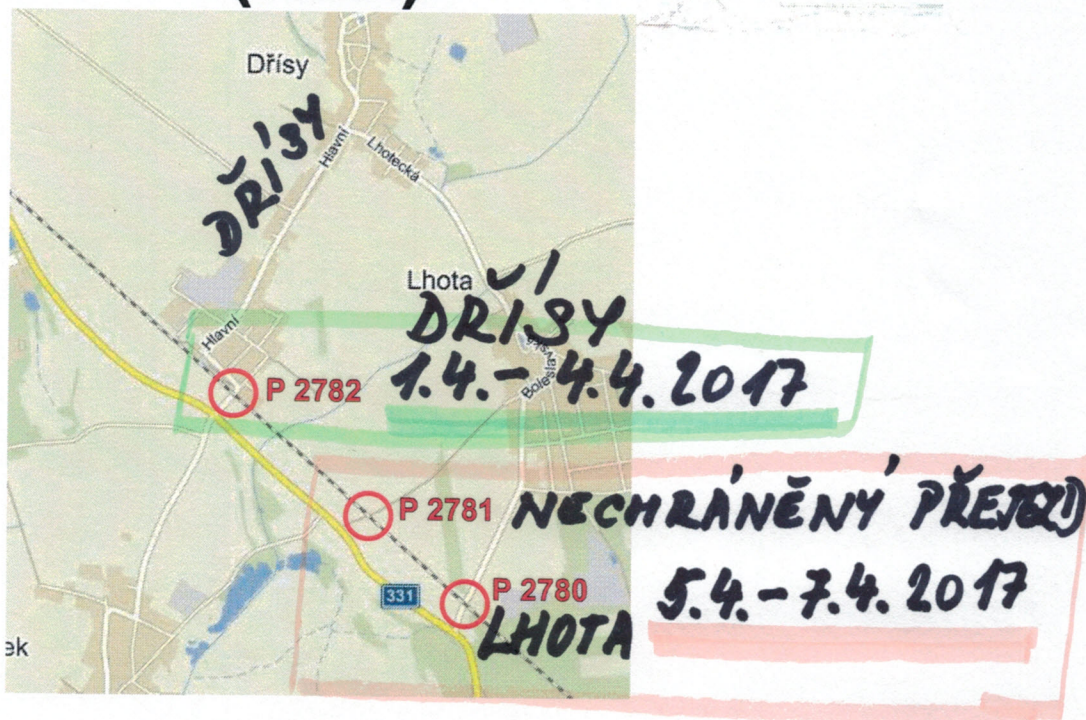 Dřísy
DŘÍSY
Hlavní
Lhotecká
Lhota
DŘÍSY
Hlavní
P 2782
1.4.- 4.4. 2017
P 2781
NECHRÁNĚNÝ PŘEJEZD
P 2780
331
5.4.-7.4. 2017
LHOTA
ek